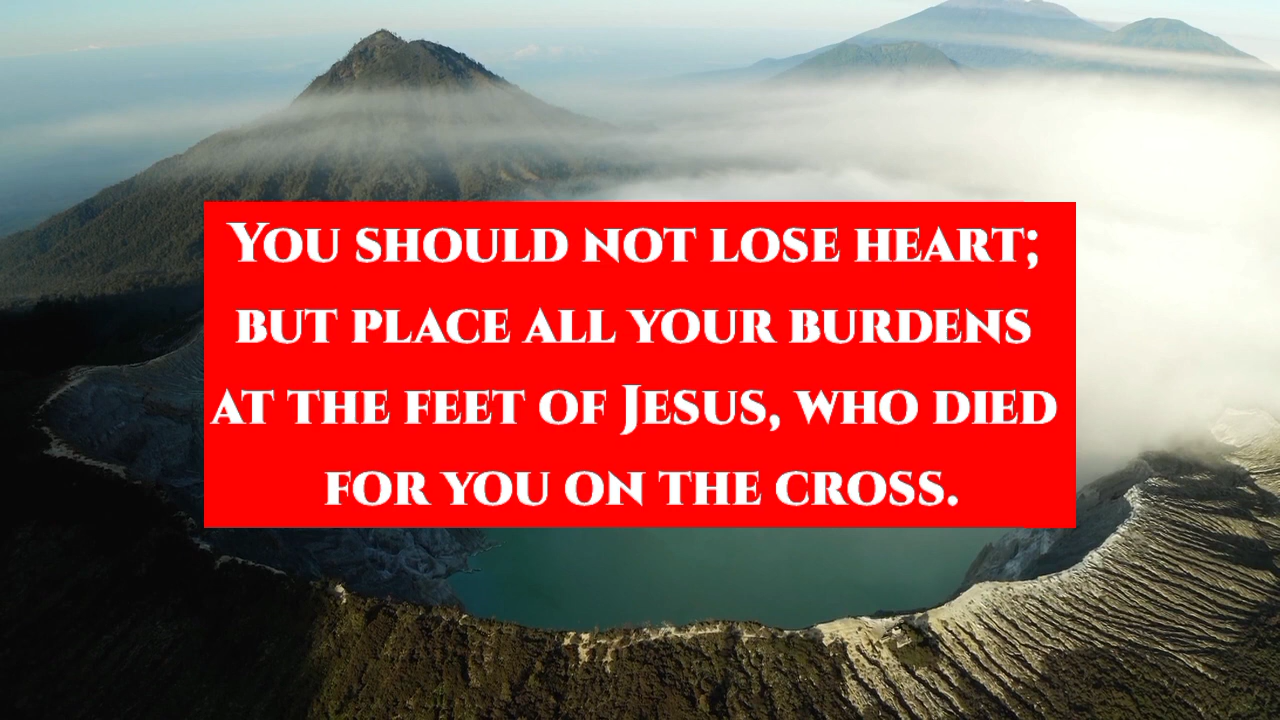 You should not lose heart;
but place all your burdens
at the feet of Jesus, who died
for you on the cross.